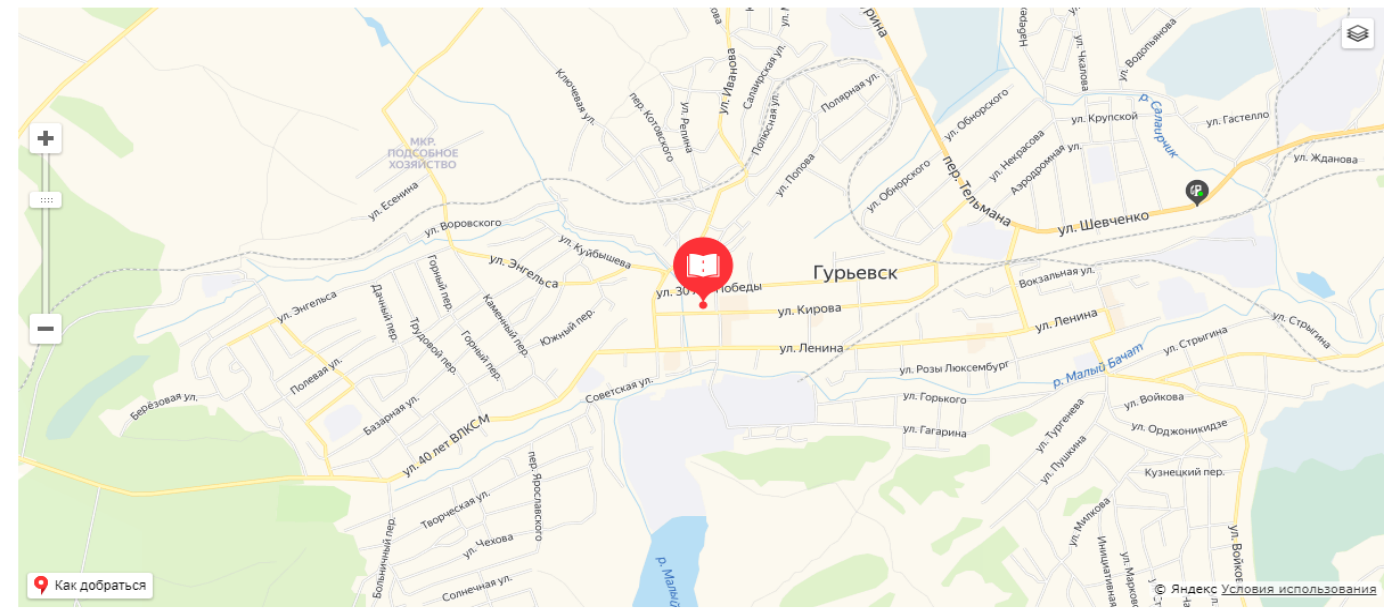 ул. Иванова
Салаирская ул.
Ключевая ул.
пер. Котовского
ул. Репина
Полюсная ул.
Полярная ул.
ул. Попова
ул. Обнорского
ул. Обнорского
ул. Некрасова
Аэродромная ул.
пер. Тельмана
ул. Чкалова
ул. Водопьянова
ул. Крупской
р. Салаирчик
ул. Гастелло
ул. Жданова
ул. Шевченко
МКР.
ПОДСОБНОЕ
ХОЗЯЙСТВО
ул. Есенина
ул. Воровского
ул. Куйбышева
ул. Энгельса
ул. Энгельса
Горный пер.
Дачный пер.
Каменный пер.
Трудовой пер.
Горный пер.
Южный пер.
Гурьевск
Победы
ул. Кирова
ул. Ленина
ул. Ленина
Вокзальная ул.
ул. Стрыгина
ул. Стрыгина
р. Малый Бачат
ул. Розы Люксембург
ул. Горького
ул. Гагарина
Полевая ул.
Берёзовая ул.
Базарная ул.
ул. 40 лет ВЛКСМ
Советская ул.
ул. Тургенева
ул. Пушкина
ул. Войкова
ул. Орджоникидзе
Кузнецкий пер.
пер. Ярославского
Творческая ул.
ул. Чехова
Солнечная ул.
Больничный пер.
р. Малый
ул. Милкова
Инициативная
Как добраться
© Яндекс Условия использования